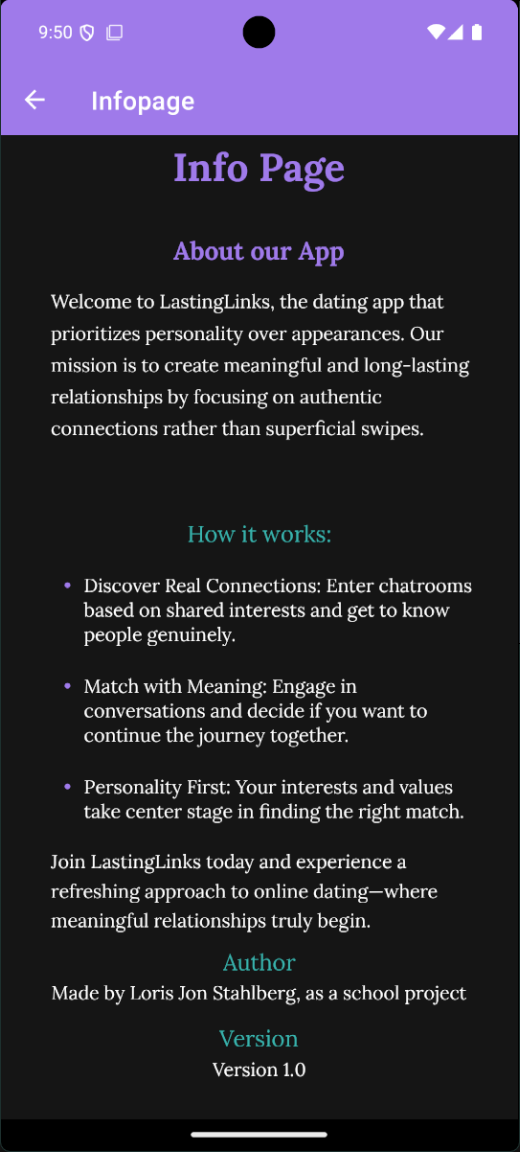 9:50
Infopage
Info Page
About our App
Welcome to LastingLinks, the dating app that
prioritizes personality over appearances. Our
mission is to create meaningful and long-lasting
relationships by focusing on authentic
connections rather than superficial swipes.
How it works:
• Discover Real Connections: Enter chatrooms
based on shared interests and get to know
people genuinely.
• Match with Meaning: Engage in
conversations and decide if you want to
continue the journey together.
• Personality First: Your interests and values
take center stage in finding the right match.
Join LastingLinks today and experience a
refreshing approach to online dating—where
meaningful relationships truly begin.
Author
Made by Loris Jon Stahlberg, as a school project
Version
Version 1.0